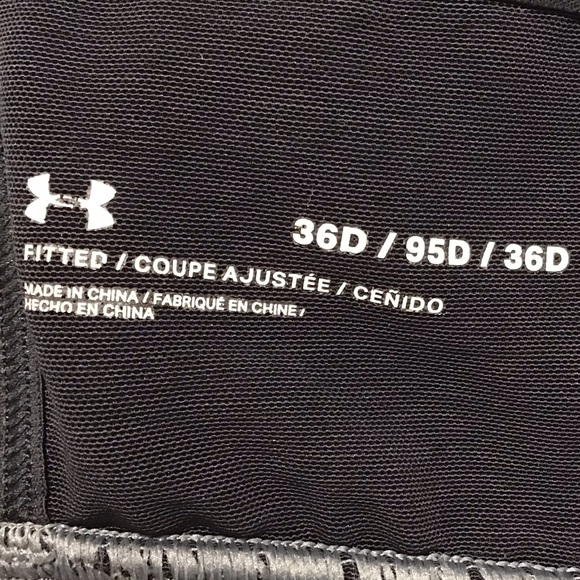 36D / 95D / 36D
FITTED / COUPE AJUSTÉE / CEÑIDO
MADE IN CHINA / FABRIQUÉ EN CHINE /
HECHO EN CHINA